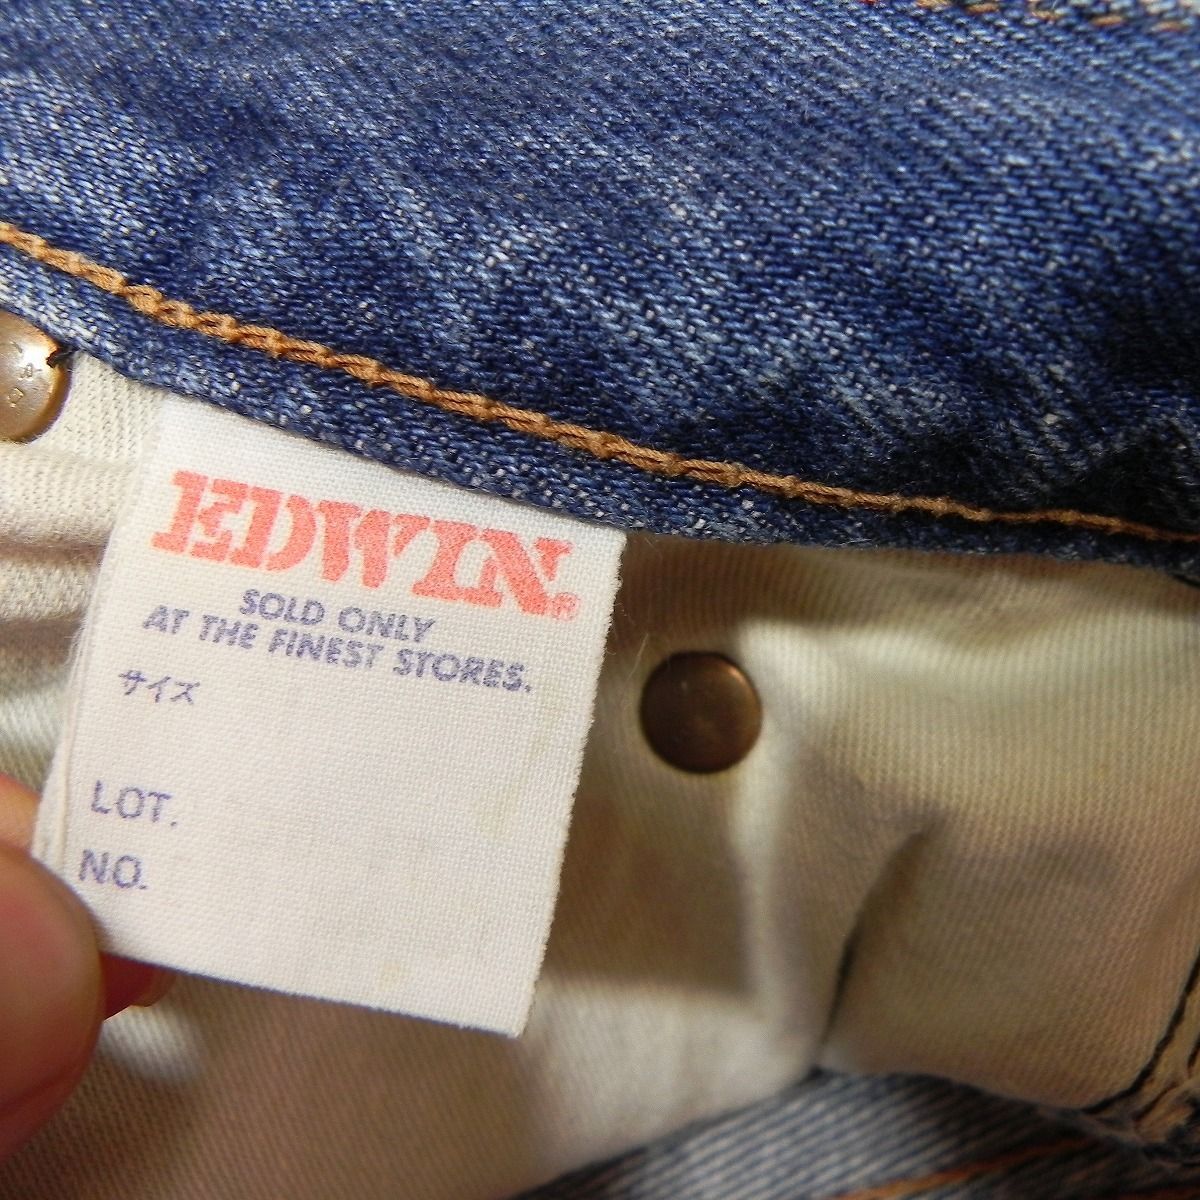 EDWIN®
SOLD ONLY
AT THE FINEST STORES.
サイズ
LOT.
NO.